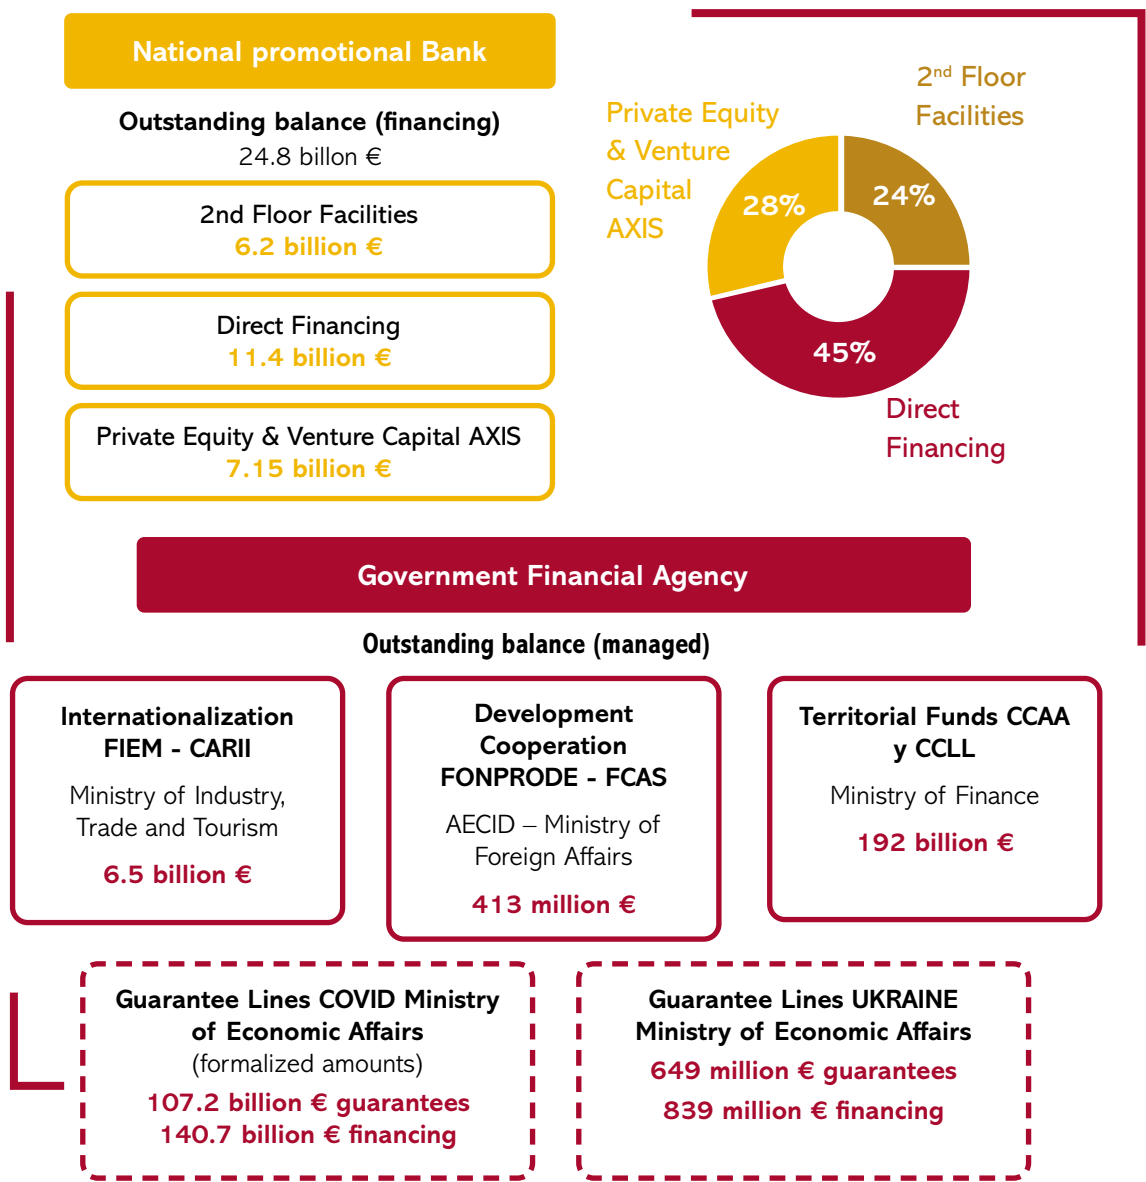 National promotional Bank
Outstanding balance (financing)
24.8 billon €
2nd Floor Facilities
6.2 billion €
Direct Financing
11.4 billion €
Private Equity & Venture Capital AXIS
7.15 billion €
2nd Floor
Facilities
Private Equity
& Venture
Capital
AXIS
28%
24%
45%
Direct
Financing
Government Financial Agency
Outstanding balance (managed)
Internationalization
FIEM - CARII
Ministry of Industry,
Trade and Tourism
6.5 billion €
Development
Cooperation
FONPRODE - FCAS
AECID – Ministry of
Foreign Affairs
413 million €
Territorial Funds CCAA
y CCLL
Ministry of Finance
192 billion €
Guarantee Lines COVID Ministry
of Economic Affairs
(formalized amounts)
107.2 billion € guarantees
140.7 billion € financing
Guarantee Lines UKRAINE
Ministry of Economic Affairs
649 million € guarantees
839 million € financing